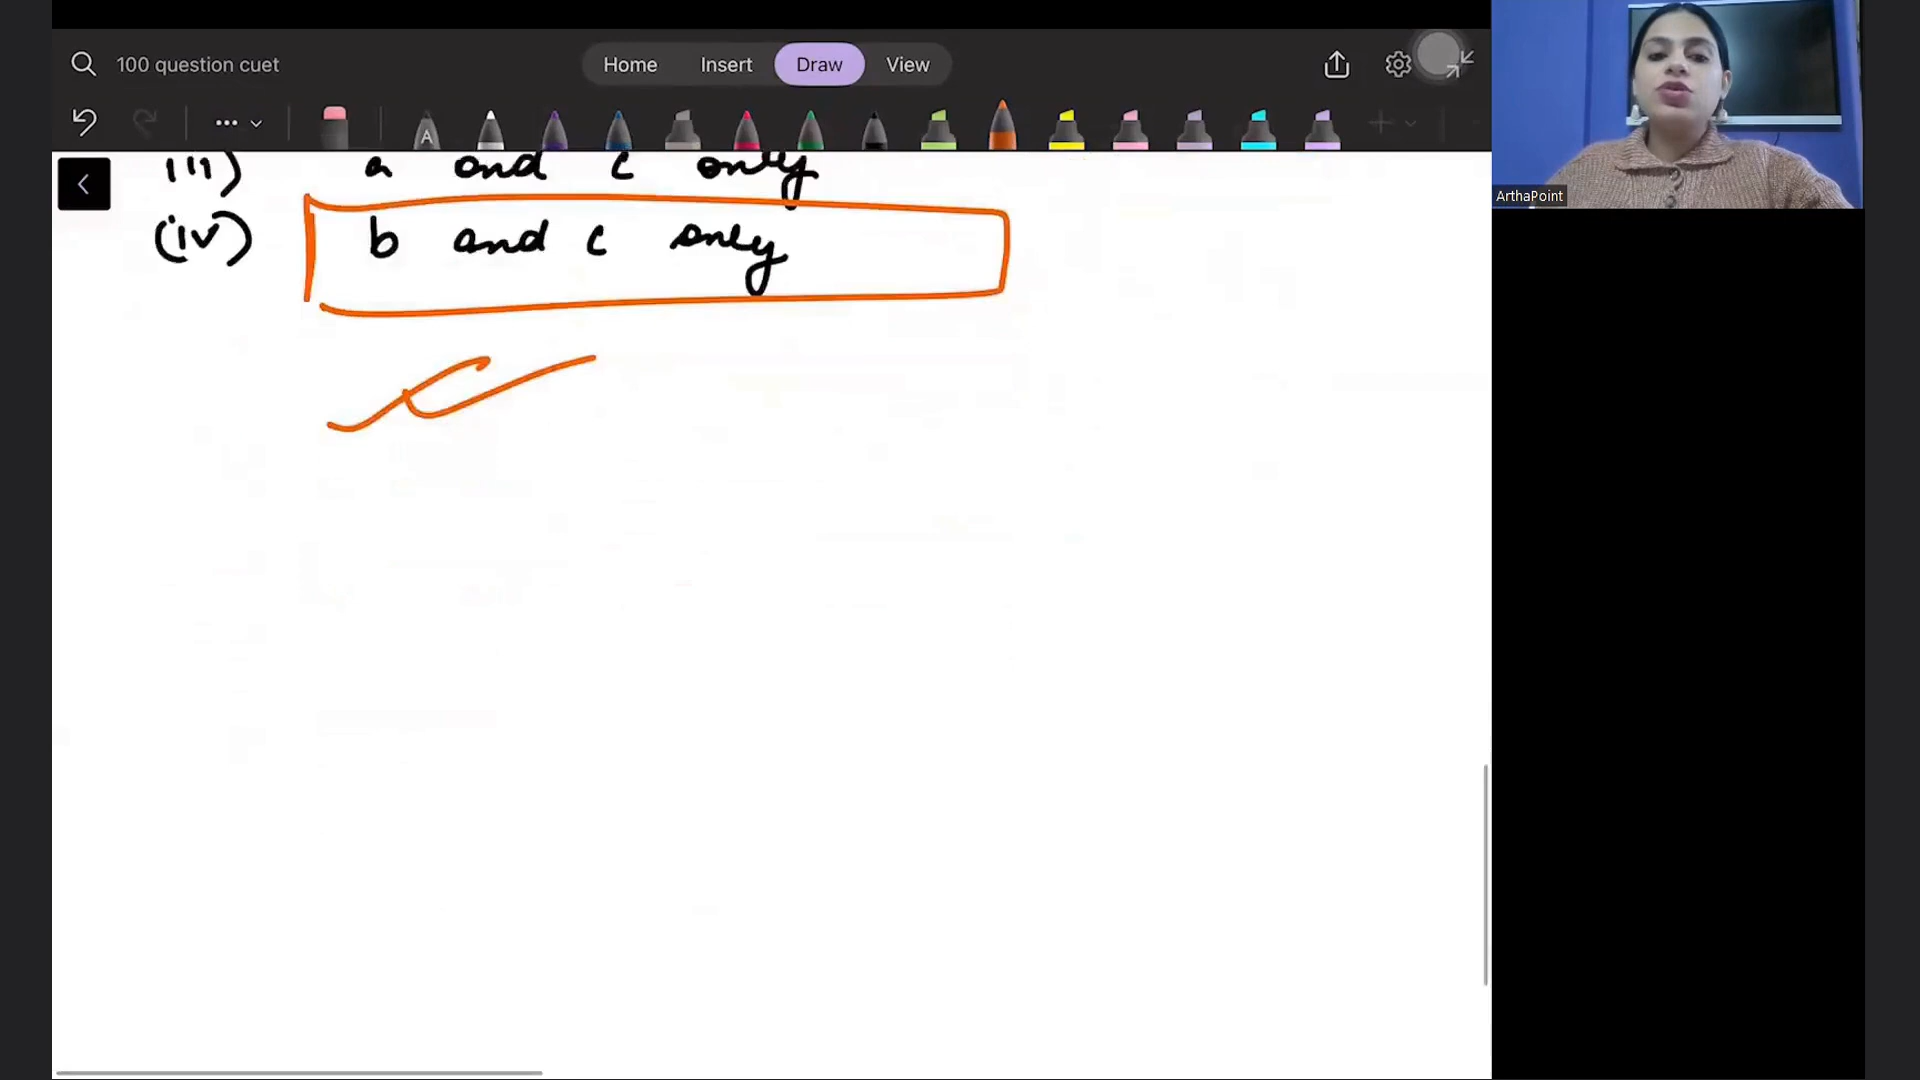 100 question cuet
Home Insert Draw View
A
ArthaPoint
iii) a and c only
(iv) b and c only